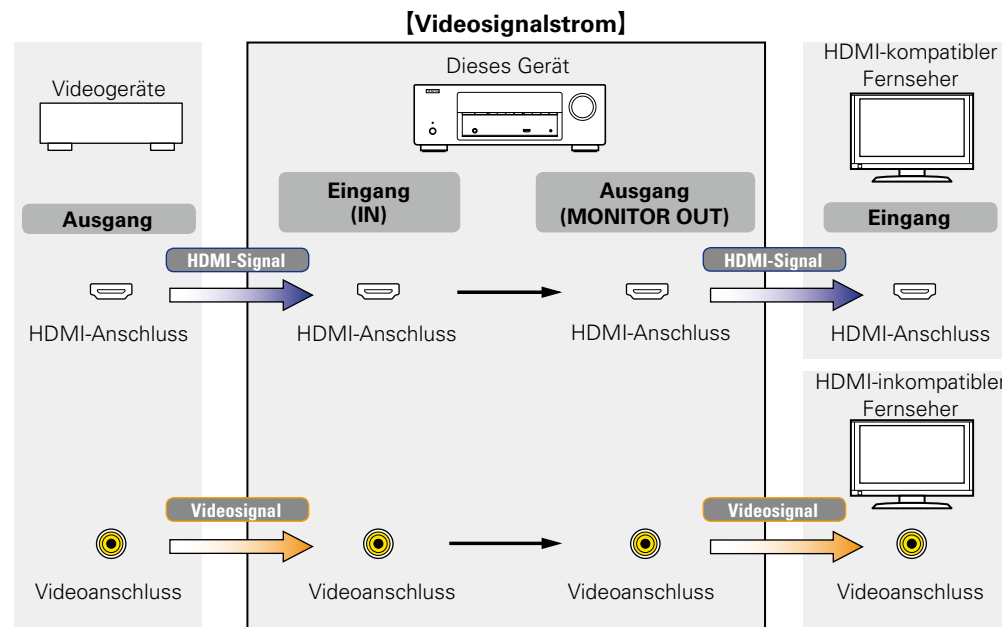 【Videosignalstrom】
Videogeräte
Dieses Gerät
HDMI-kompatibler
Fernseher
DENON
Ausgang
Eingang
(IN)
Ausgang
(MONITOR OUT)
Eingang
HDMI-Signal
HDMI-Signal
HDMI-Anschluss
HDMI-Anschluss
HDMI-Anschluss
HDMI-Anschluss
HDMI-inkompatibler
Fernseher
Videosignal
Videosignal
Videoanschluss
Videoanschluss
Videoanschluss
Videoanschluss